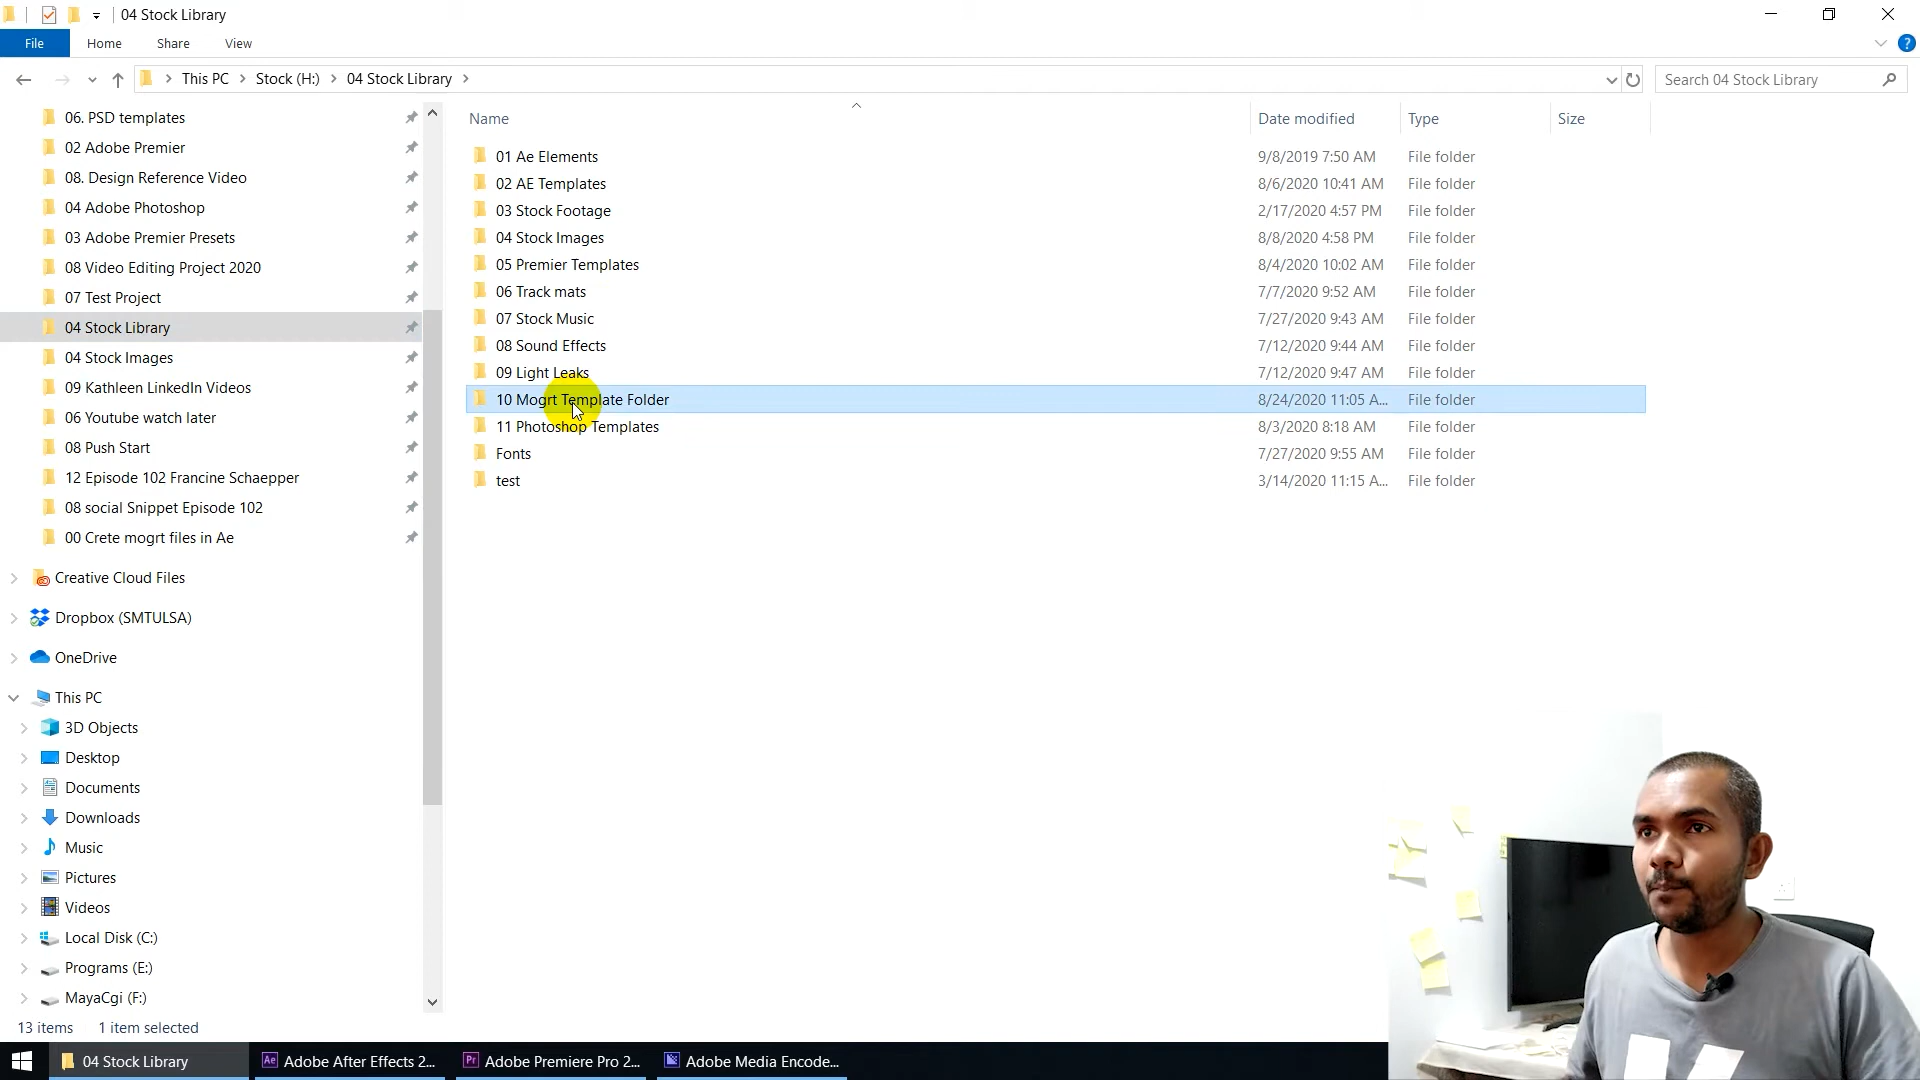 04 Stock Library
File Home Share View
This PC Stock (H:) 04 Stock Library
Search 04 Stock Library
06. PSD templates
02 Adobe Premier
08. Design Reference Video
04 Adobe Photoshop
03 Adobe Premier Presets
08 Video Editing Project 2020
07 Test Project
04 Stock Library
04 Stock Images
09 Kathleen LinkedIn Videos
06 Youtube watch later
08 Push Start
12 Episode 102 Francine Schaepper
08 social Snippet Episode 102
00 Crete mogrt files in Ae
Creative Cloud Files
Dropbox (SMTULSA)
OneDrive
This PC
3D Objects
Desktop
Documents
Downloads
Music
Pictures
Videos
Local Disk (C:)
Programs (E:)
MayaCgi (F:)
Name Date modified Type Size
01 Ae Elements 9/8/2019 7:50 AM File folder
02 AE Templates 8/6/2020 10:41 AM File folder
03 Stock Footage 2/17/2020 4:57 PM File folder
04 Stock Images 8/8/2020 4:58 PM File folder
05 Premier Templates 8/4/2020 10:02 AM File folder
06 Track mats 7/7/2020 9:52 AM File folder
07 Stock Music 7/27/2020 9:43 AM File folder
08 Sound Effects 7/12/2020 9:44 AM File folder
09 Light Leaks 7/12/2020 9:47 AM File folder
10 Mogrt Template Folder 8/24/2020 11:05 A... File folder
11 Photoshop Templates 8/3/2020 8:18 AM File folder
Fonts 7/27/2020 9:55 AM File folder
test 3/14/2020 11:15 A... File folder
13 items 1 item selected
04 Stock Library Ae Adobe After Effects 2... Pr Adobe Premiere Pro 2... Adobe Media Encode...